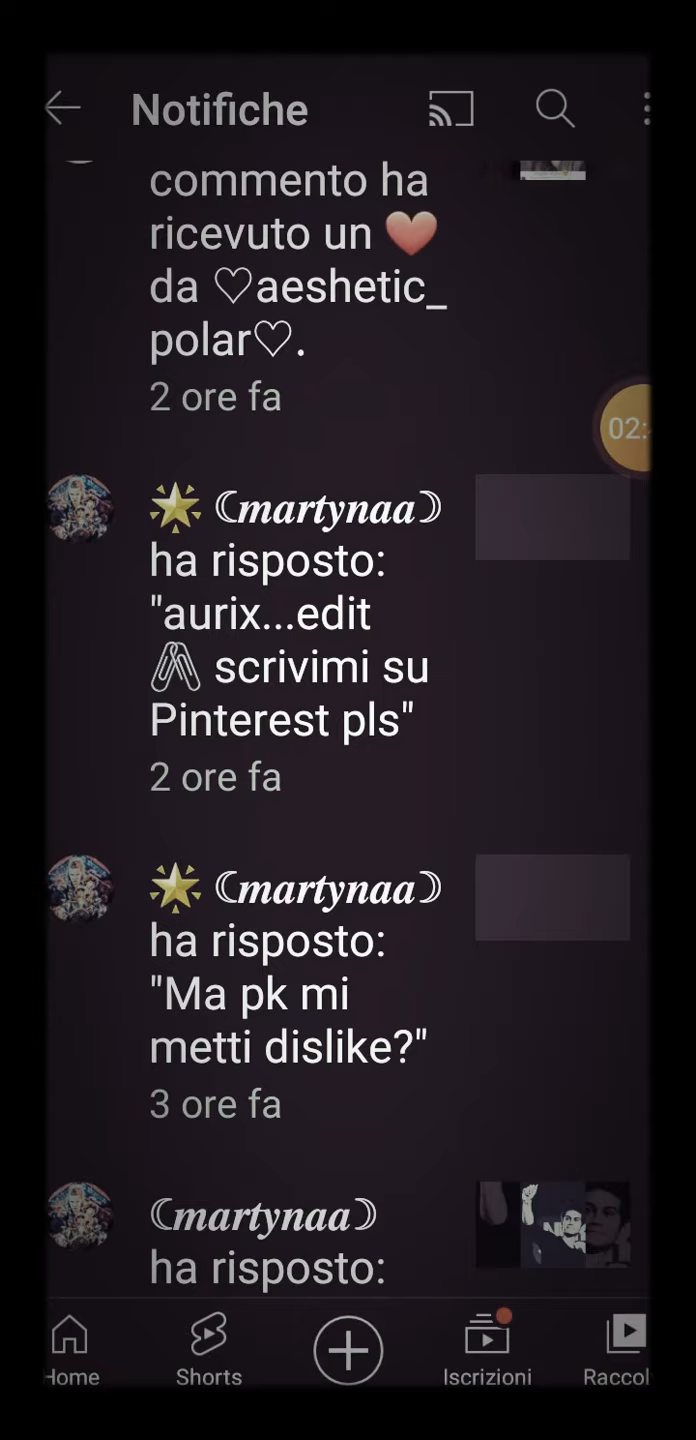 Notifiche
commento ha
ricevuto un ❤️
da ♡aeshetic_
polar♡.
2 ore fa
02:
🌟 ☾martynaa☽
ha risposto:
"aurix...edit
🖇 scrivimi su
Pinterest pls"
2 ore fa
🌟 ☾martynaa☽
ha risposto:
"Ma pk mi
metti dislike?"
3 ore fa
☾martynaa☽
ha risposto:
Home
Shorts
Iscrizioni
Raccol